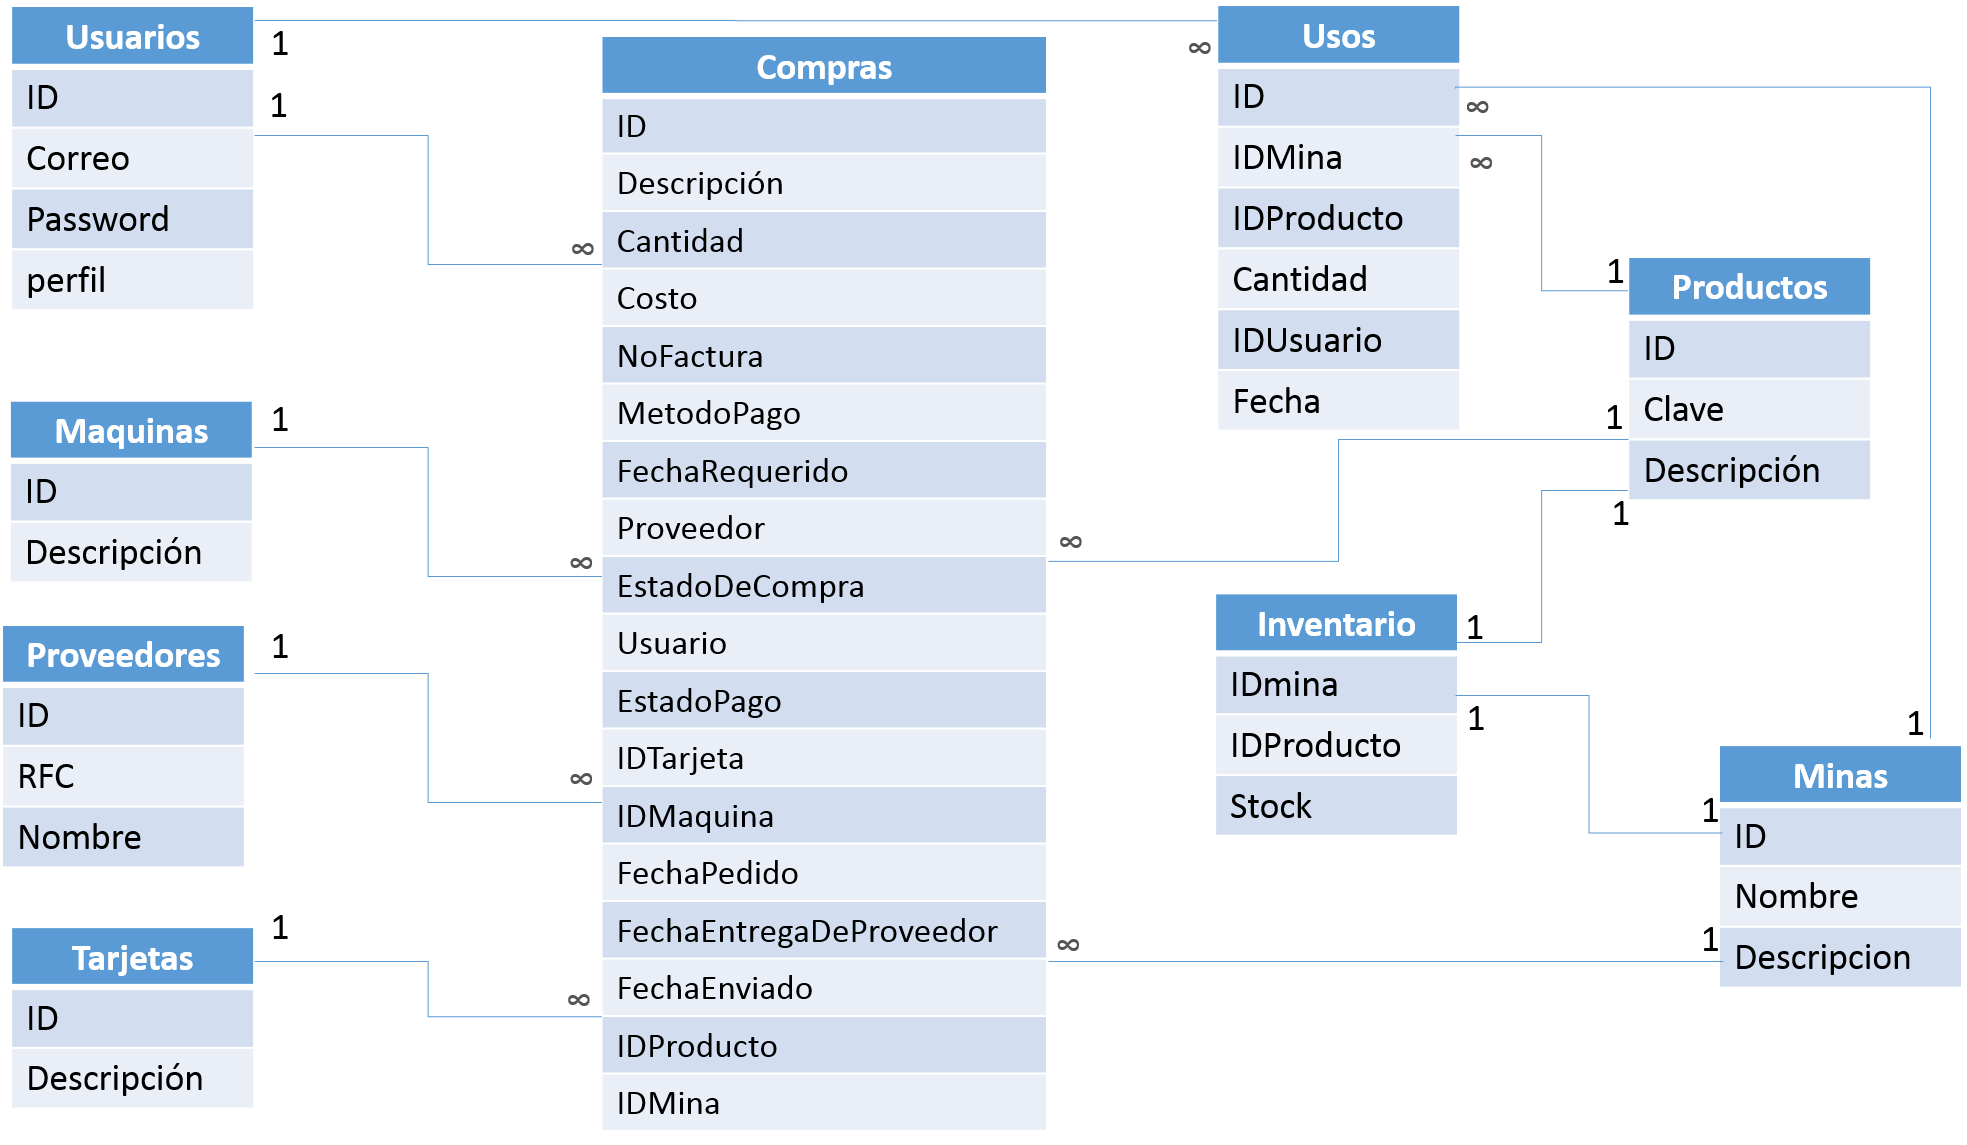 Usuarios
ID
Correo
Password
perfil
1
1
Maquinas
ID
Descripción
1
Proveedores
ID
RFC
Nombre
1
Tarjetas
ID
Descripción
1
Compras
ID
Descripción
Cantidad
Costo
NoFactura
MetodoPago
FechaRequerido
Proveedor
EstadoDeCompra
Usuario
EstadoPago
IDTarjeta
IDMaquina
FechaPedido
FechaEntregaDeProveedor
FechaEnviado
IDProducto
IDMina
∞
∞
∞
∞
∞
∞
Usos
ID
IDMina
IDProducto
Cantidad
IDUsuario
Fecha
∞
∞
∞
Productos
ID
Clave
Descripción
1
1
1
Inventario
IDmina
IDProducto
Stock
1
1
Minas
ID
Nombre
Descripcion
1
1
1